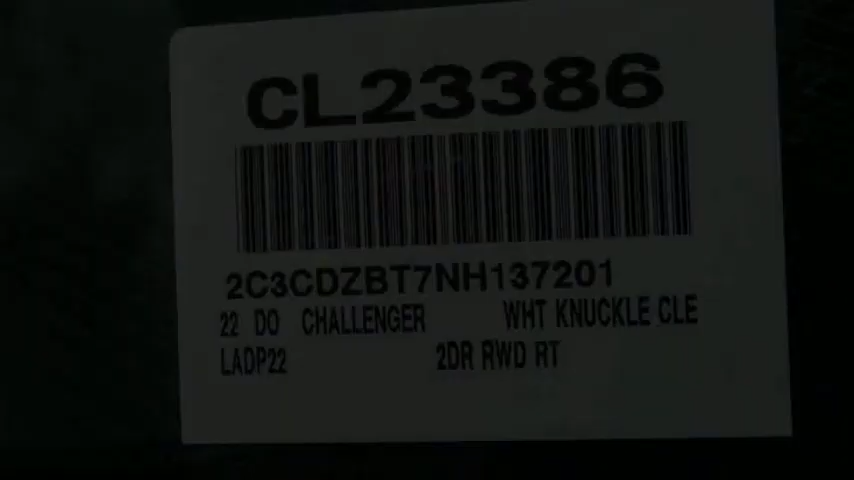 CL23386
2C3CDZBT7NH137201
22 DO CHALLENGER WHT KNUCKLE CLE
LADP22 2DR RWD RT